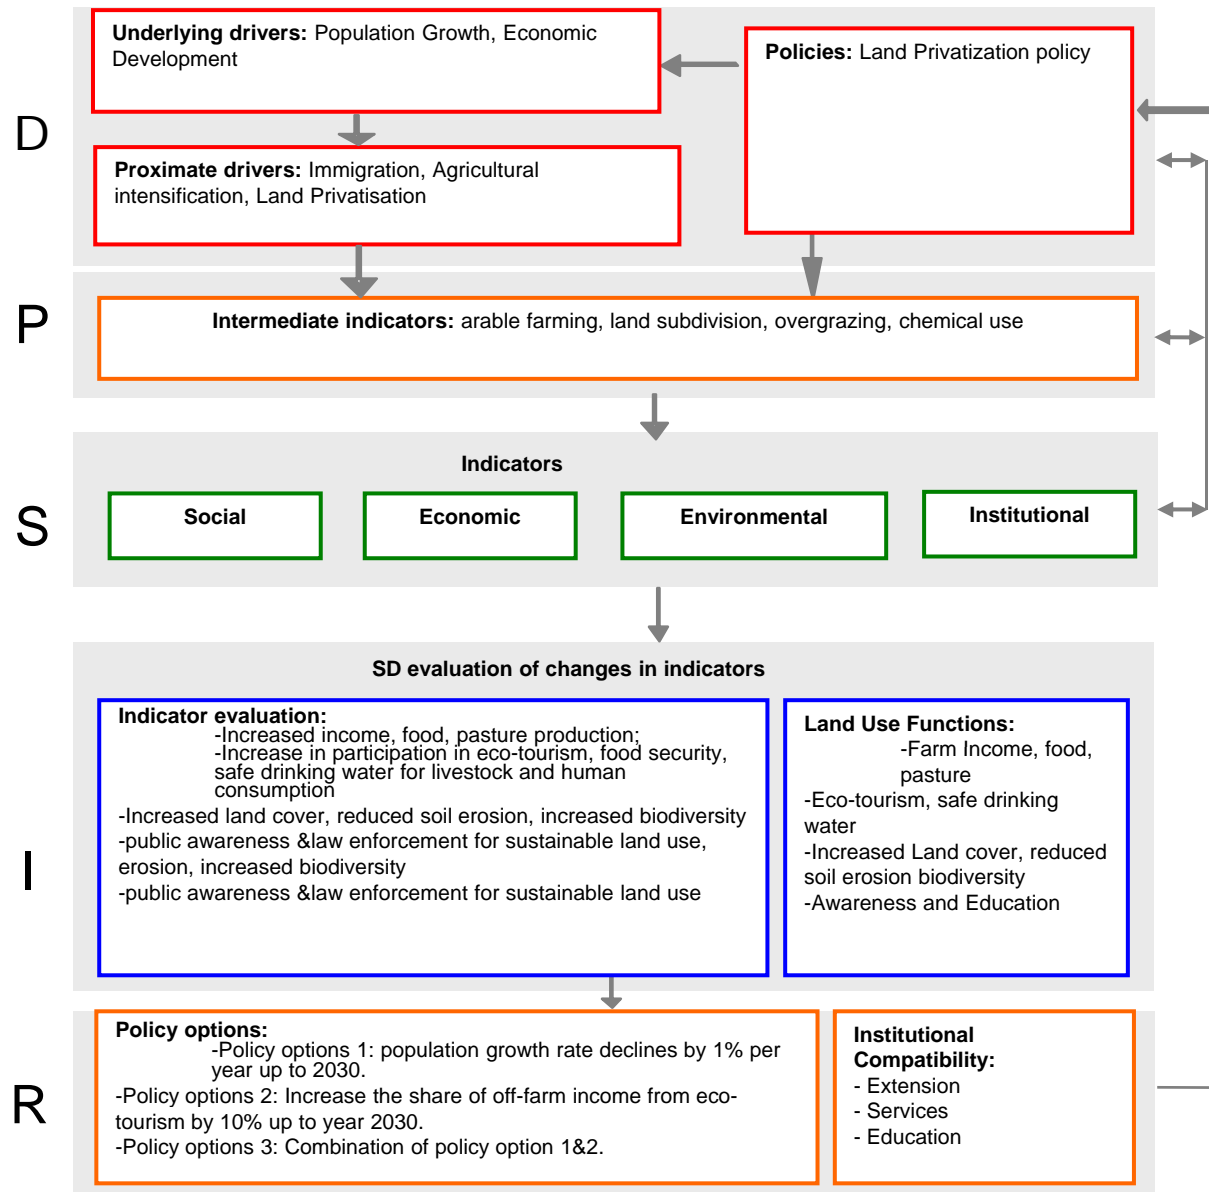 D
Underlying drivers: Population Growth, Economic
Development
Policies: Land Privatization policy
Proximate drivers: Immigration, Agricultural
intensification, Land Privatisation
P
Intermediate indicators: arable farming, land subdivision, overgrazing, chemical use
S
Indicators
Social
Economic
Environmental
Institutional
I
SD evaluation of changes in indicators
Indicator evaluation:
-Increased income, food, pasture production;
-Increase in participation in eco-tourism, food security,
safe drinking water for livestock and human
consumption
-Increased land cover, reduced soil erosion, increased biodiversity
-public awareness &law enforcement for sustainable land use,
erosion, increased biodiversity
-public awareness &law enforcement for sustainable land use
Land Use Functions:
-Farm Income, food,
pasture
-Eco-tourism, safe drinking
water
-Increased Land cover, reduced
soil erosion biodiversity
-Awareness and Education
R
Policy options:
-Policy options 1: population growth rate declines by 1% per
year up to 2030.
-Policy options 2: Increase the share of off-farm income from eco-
tourism by 10% up to year 2030.
-Policy options 3: Combination of policy option 1&2.
Institutional
Compatibility:
- Extension
- Services
- Education